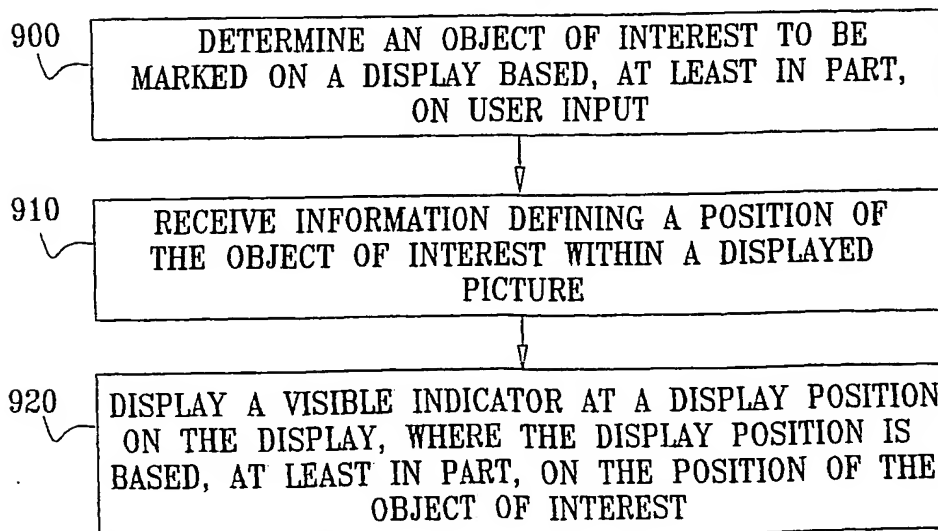 900
DETERMINE AN OBJECT OF INTEREST TO BE
MARKED ON A DISPLAY BASED, AT LEAST IN PART,
ON USER INPUT
910
RECEIVE INFORMATION DEFINING A POSITION OF
THE OBJECT OF INTEREST WITHIN A DISPLAYED
PICTURE
920
DISPLAY A VISIBLE INDICATOR AT A DISPLAY POSITION
ON THE DISPLAY, WHERE THE DISPLAY POSITION IS
BASED, AT LEAST IN PART, ON THE POSITION OF THE
OBJECT OF INTEREST